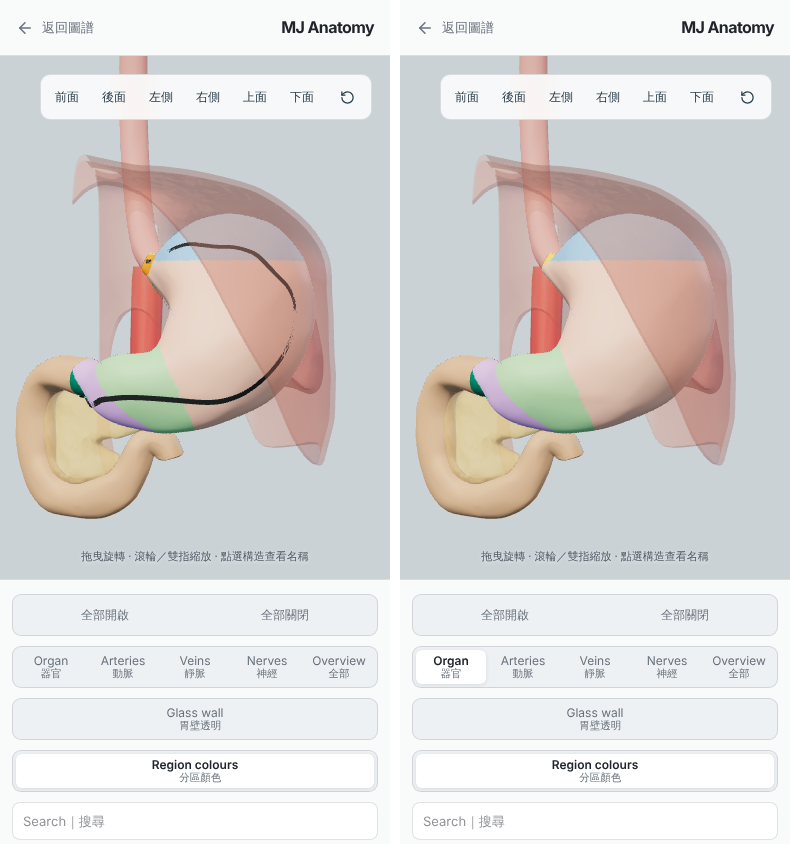 返回圖譜 MJ Anatomy
前面 後面 左側 右側 上面 下面
拖曳旋轉 · 滾輪／雙指縮放 · 點選構造查看名稱
全部開啟 全部關閉
Organ Arteries Veins Nerves Overview
器官 動脈 靜脈 神經 全部
Glass wall
胃壁透明
Region colours
分區顏色
Search｜搜尋
返回圖譜 MJ Anatomy
前面 後面 左側 右側 上面 下面
拖曳旋轉 · 滾輪／雙指縮放 · 點選構造查看名稱
全部開啟 全部關閉
Organ Arteries Veins Nerves Overview
器官 動脈 靜脈 神經 全部
Glass wall
胃壁透明
Region colours
分區顏色
Search｜搜尋